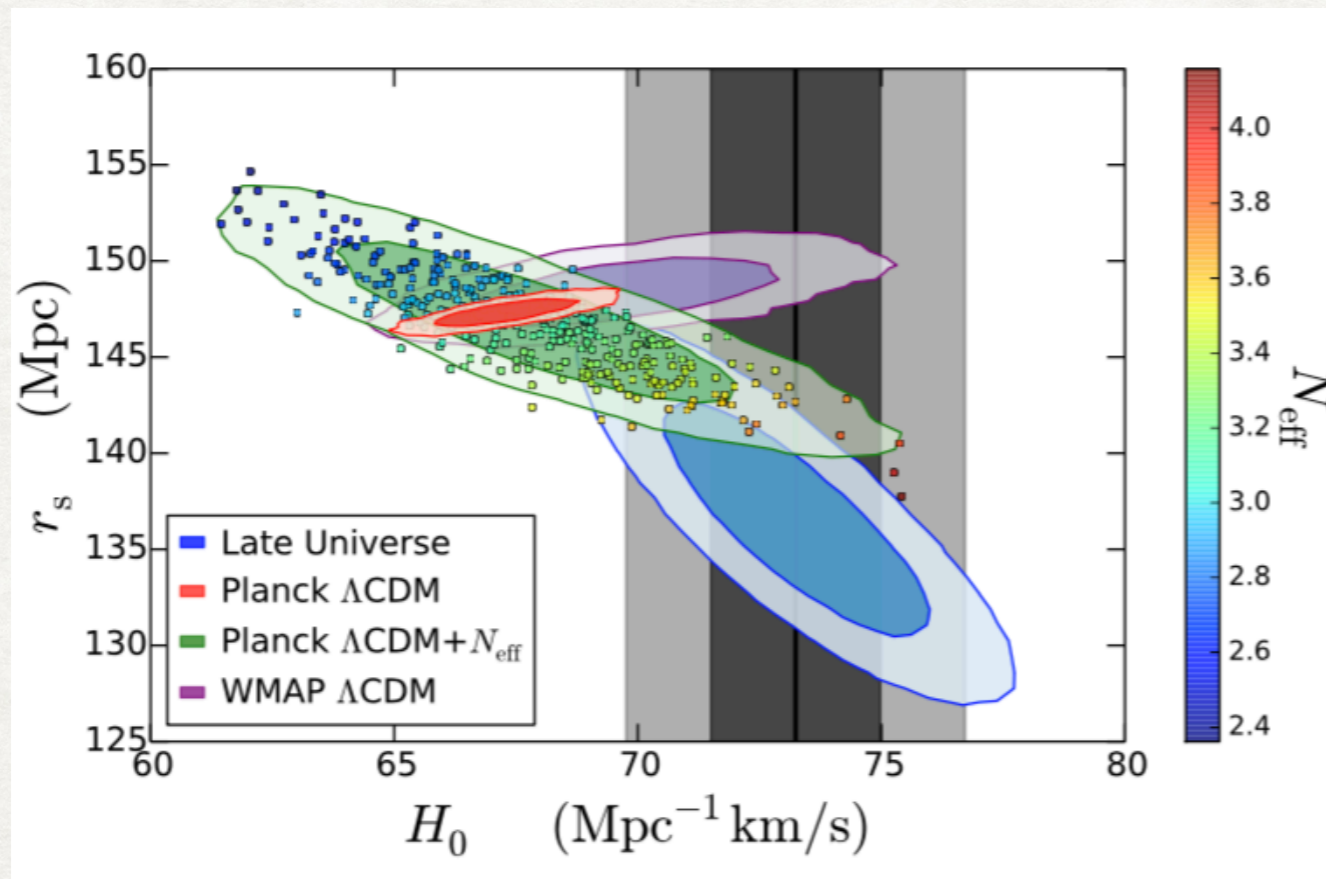 160
155
150
145
140
135
130
125
r_s (Mpc)
Late Universe
Planck ΛCDM
Planck ΛCDM+N_eff
WMAP ΛCDM
60 65 70 75 80
H_0 (Mpc⁻¹ km/s)
4.0
3.8
3.6
3.4
3.2
3.0
2.8
2.6
2.4
N_eff